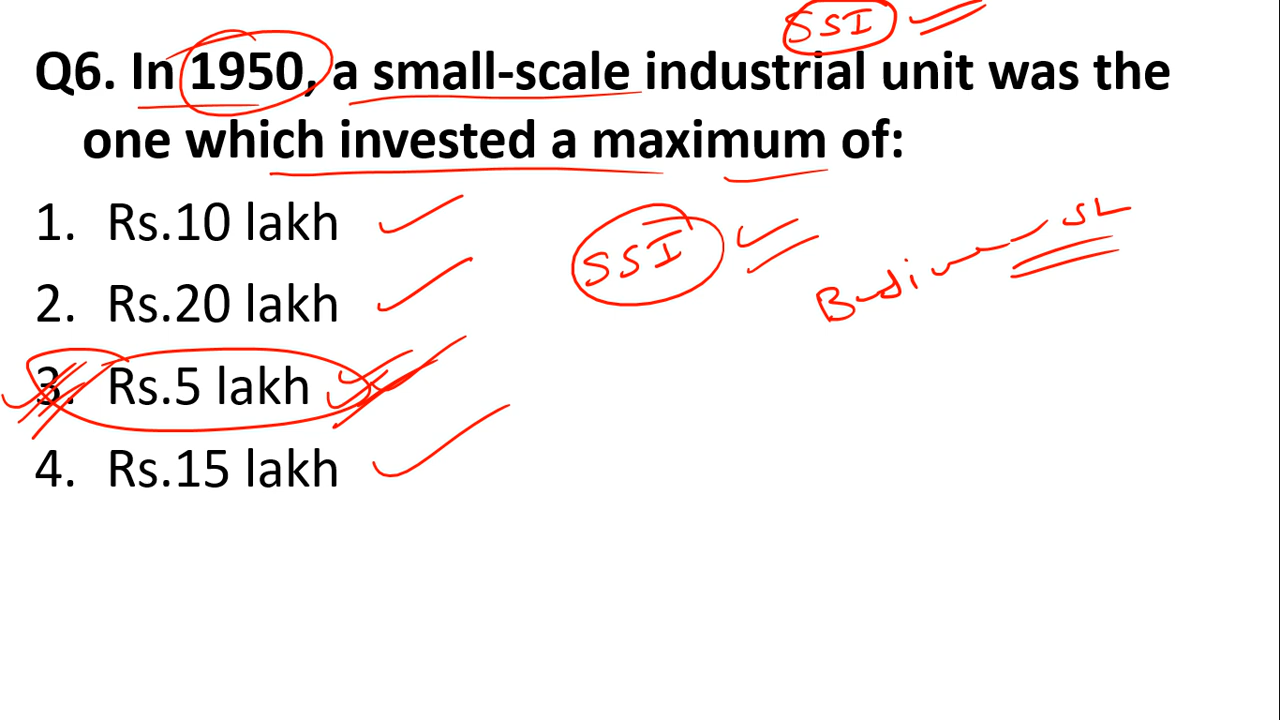 SSI
Q6. In 1950, a small-scale industrial unit was the
one which invested a maximum of:
1. Rs.10 lakh
SSI
2. Rs.20 lakh
3. Rs.5 lakh
4. Rs.15 lakh